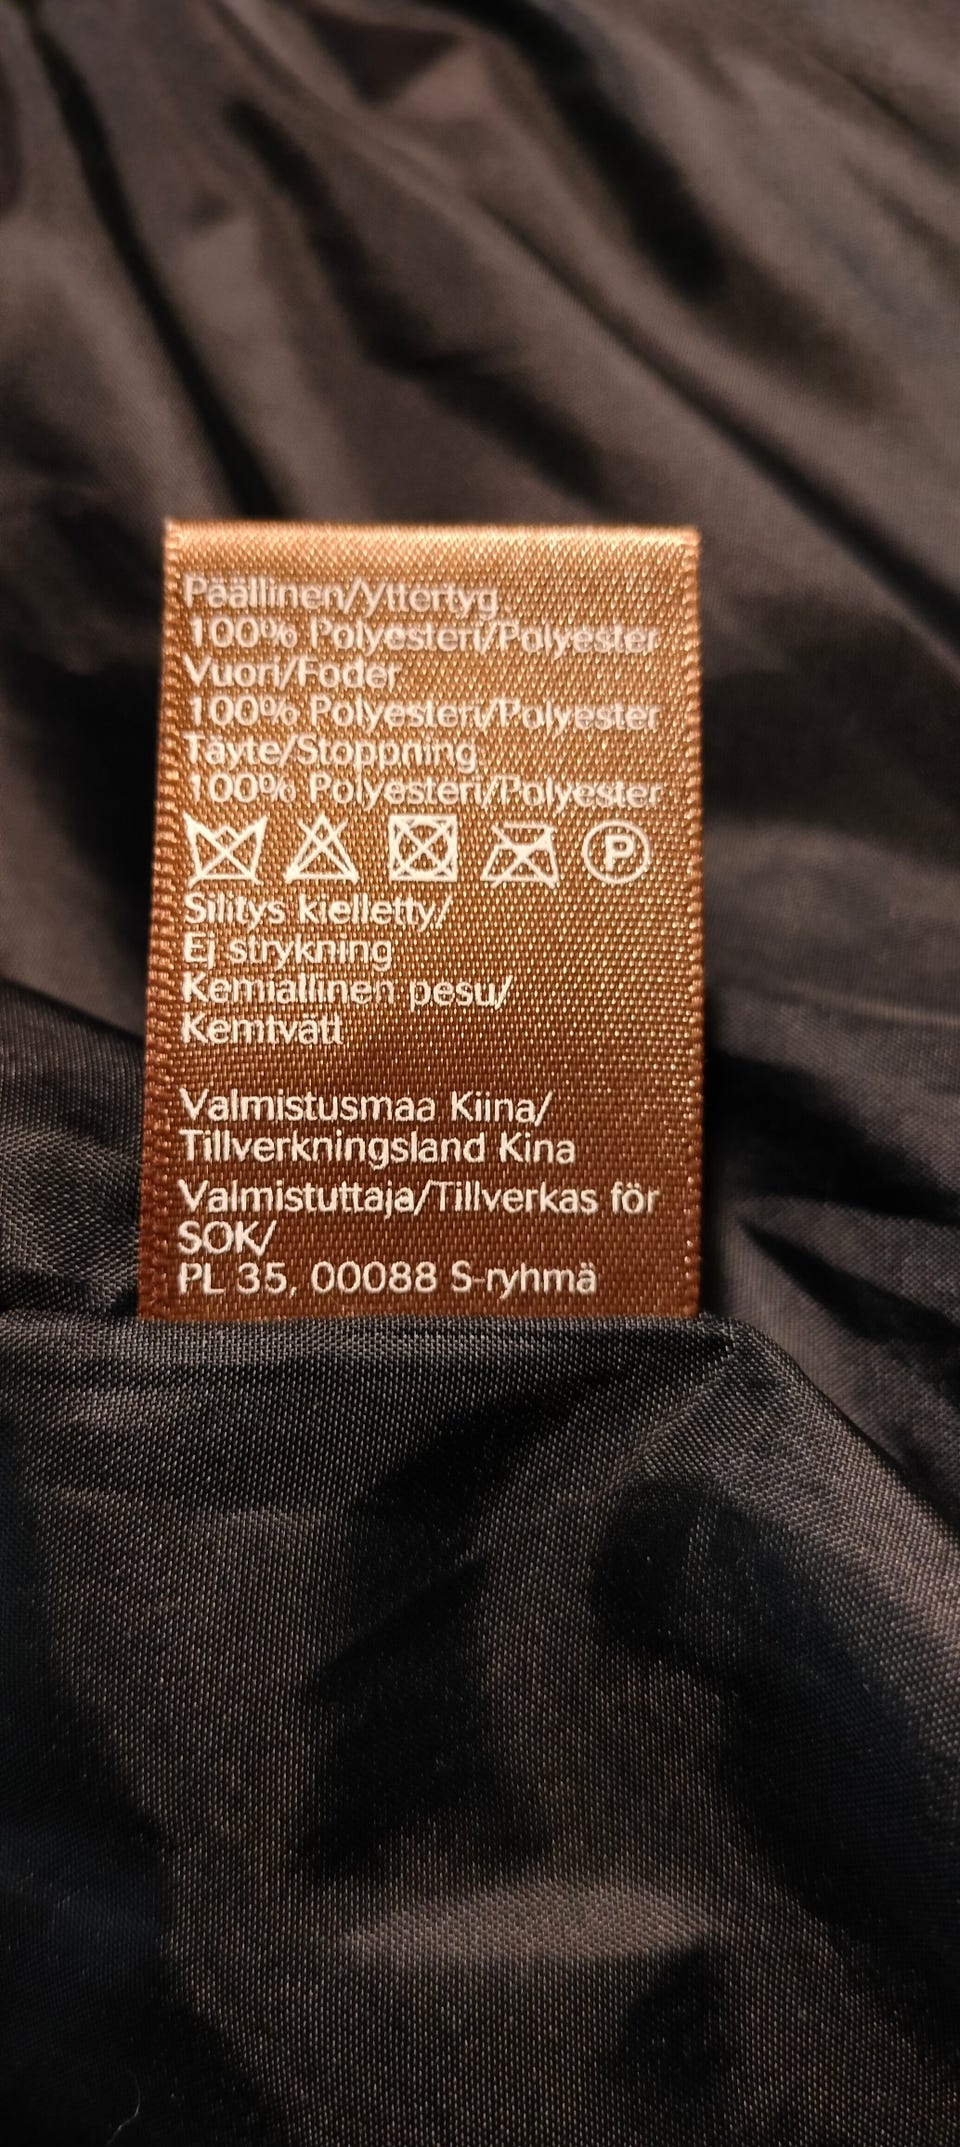 Päällinen/Yttertyg
100% Polyesteri/Polyester
Vuori/Foder
100% Polyesteri/Polyester
Täyte/Stoppning
100% Polyesteri/Polyester
P
Silitys kielletty/
Ej strykning
Kemiallinen pesu/
Kemtvätt
Valmistusmaa Kiina/
Tillverkningsland Kina
Valmistuttaja/Tillverkas för
SOK/
PL 35, 00088 S-ryhmä